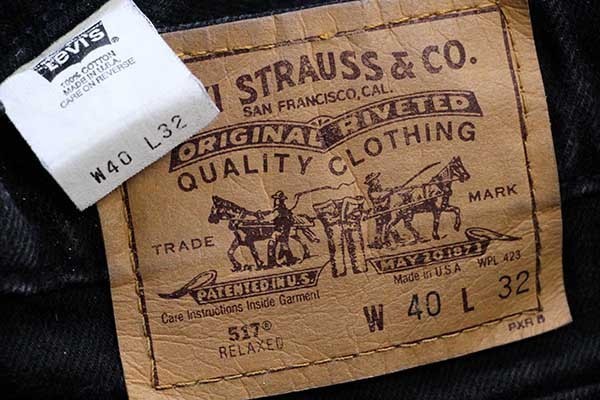 Levi's
100% COTTON
MADE IN U.S.A.
CARE ON REVERSE
W40 L32
STRAUSS & CO.
SAN FRANCISCO, CAL.
ORIGINAL RIVETED
QUALITY CLOTHING
TRADE MARK
PATENTED IN U.S. MAY 20 1873
Made in U S A WPL 423
Care Instructions Inside Garment
517®
RELAXED
W 40 L 32
PXR B